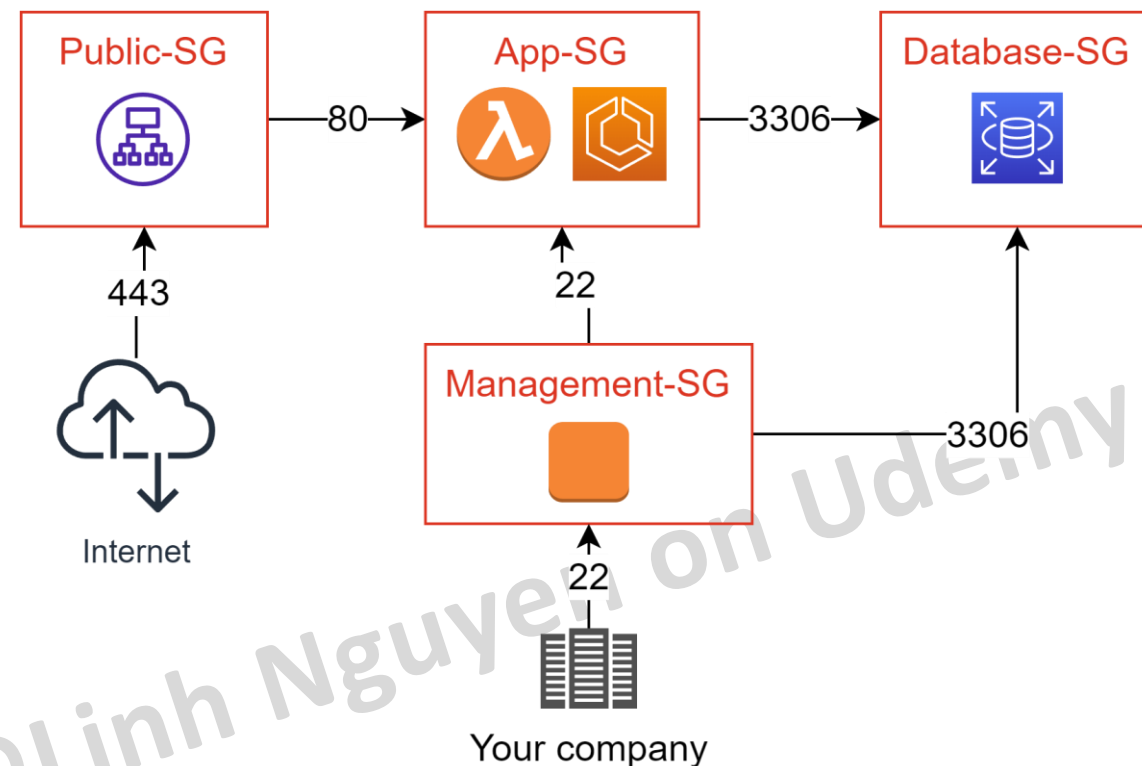 Public-SG
App-SG
Database-SG
80
3306
443
22
Management-SG
3306
Internet
22
Your company
Linh Nguyen on Udemy